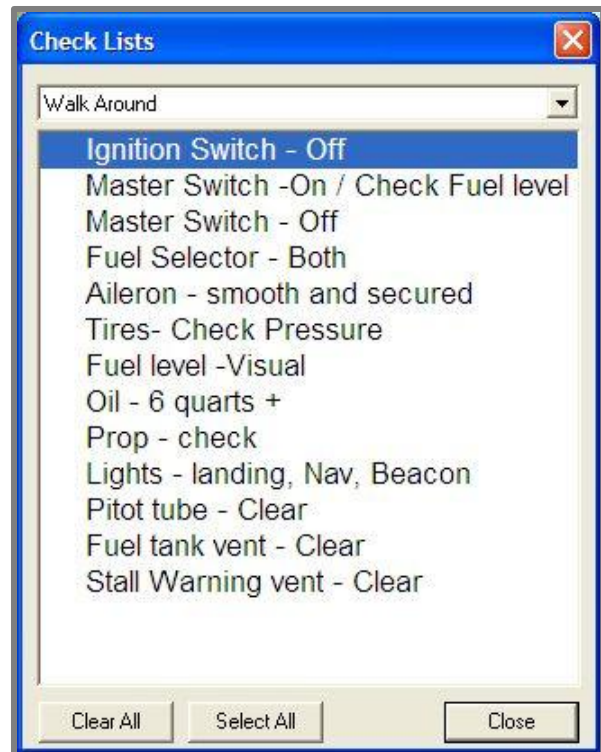 Check Lists
Walk Around
Ignition Switch - Off
Master Switch -On / Check Fuel level
Master Switch - Off
Fuel Selector - Both
Aileron - smooth and secured
Tires- Check Pressure
Fuel level -Visual
Oil - 6 quarts +
Prop - check
Lights - landing, Nav, Beacon
Pitot tube - Clear
Fuel tank vent - Clear
Stall Warning vent - Clear
Clear All Select All Close